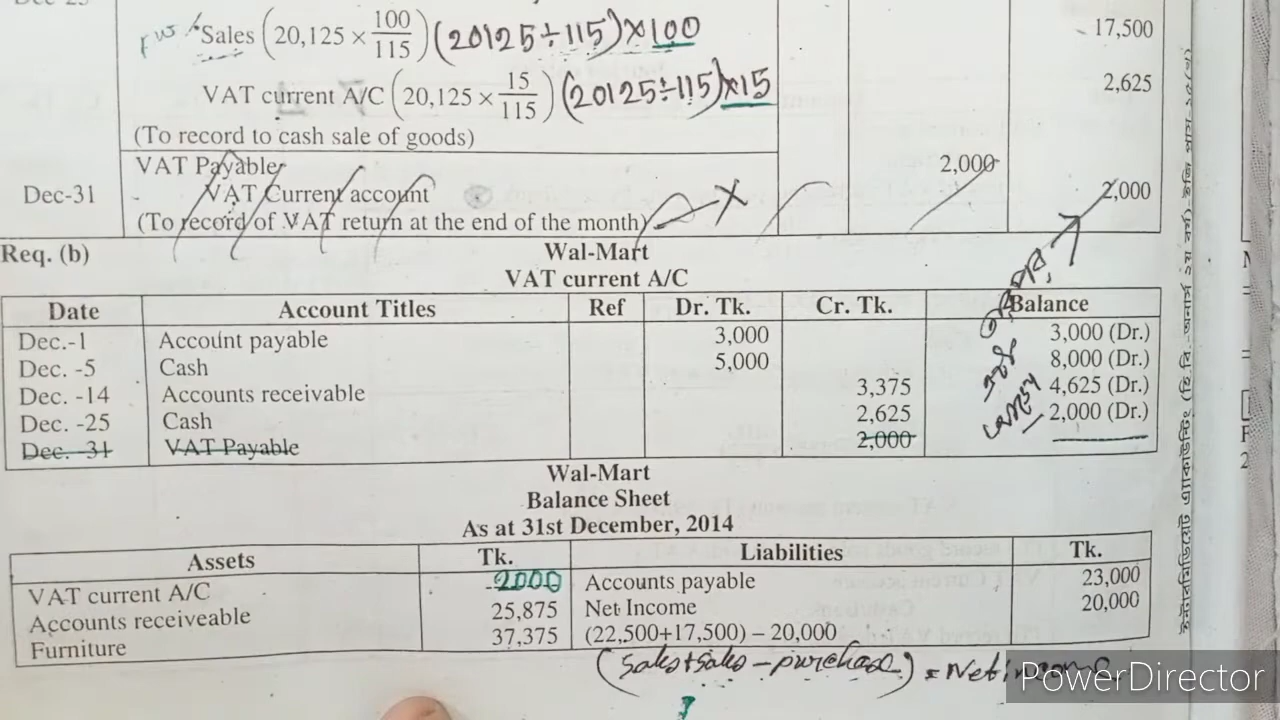 Sales (20,125 × 100/115) (20125÷115)×100 17,500
VAT current A/C (20,125 × 15/115) (20125÷115)×15 2,625
(To record to cash sale of goods)
VAT Payable 2,000
Dec-31 VAT Current account 2,000
(To record of VAT return at the end of the month)
Req. (b) Wal-Mart
VAT current A/C
Date Account Titles Ref Dr. Tk. Cr. Tk. Balance
Dec.-1 Account payable 3,000 3,000 (Dr.)
Dec. -5 Cash 5,000 8,000 (Dr.)
Dec. -14 Accounts receivable 3,375 4,625 (Dr.)
Dec. -25 Cash 2,625 2,000 (Dr.)
Dec. -31 VAT Payable 2,000
Wal-Mart
Balance Sheet
As at 31st December, 2014
Assets Tk. Liabilities Tk.
VAT current A/C 2000 Accounts payable 23,000
Accounts receiveable 25,875 Net Income 20,000
Furniture 37,375 (22,500+17,500) – 20,000
(Sales+Sales - purchase) = Net income
PowerDirector